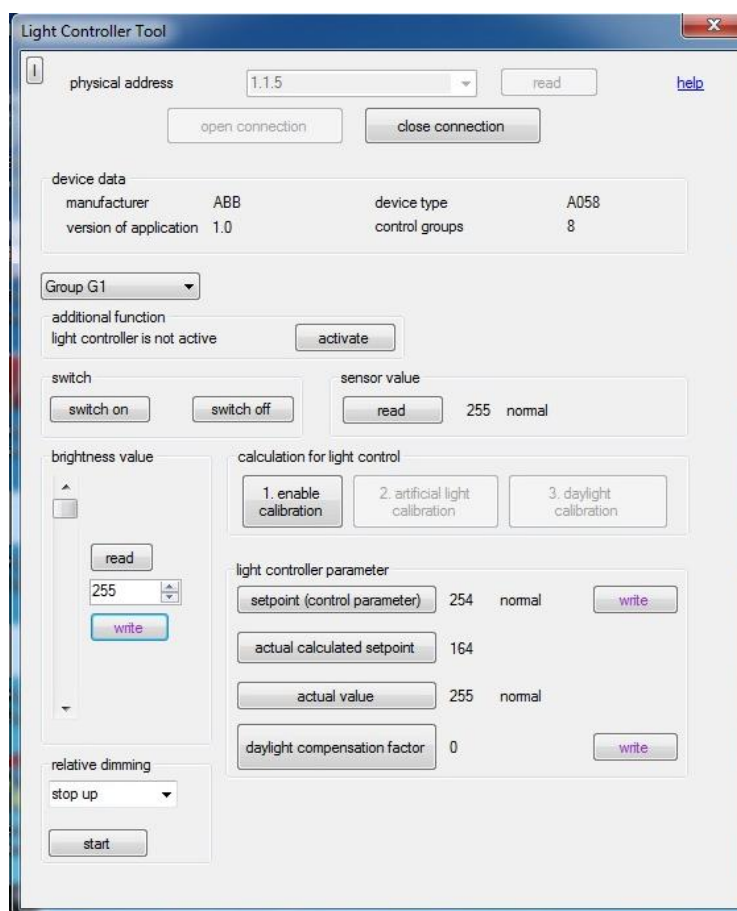 Light Controller Tool
physical address 1.1.5 read help
open connection close connection
device data
manufacturer ABB device type A058
version of application 1.0 control groups 8
Group G1
additional function
light controller is not active activate
switch sensor value
switch on switch off read 255 normal
brightness value calculation for light control
1. enable calibration 2. artificial light calibration 3. daylight calibration
read
255
write
light controller parameter
setpoint (control parameter) 254 normal write
actual calculated setpoint 164
actual value 255 normal
daylight compensation factor 0 write
relative dimming
stop up
start